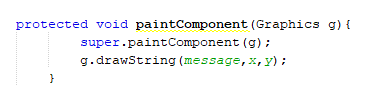 protected void paintComponent(Graphics g){
super.paintComponent(g);
g.drawString(message,x,y);
}